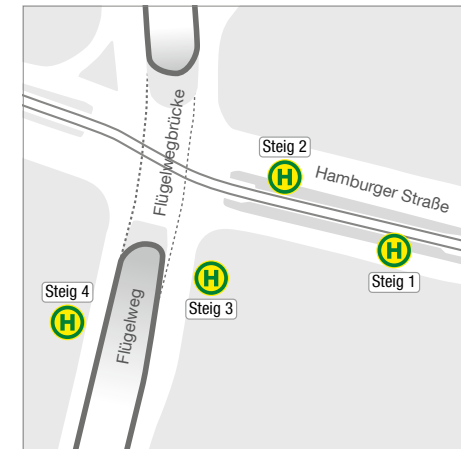 Flügelwegbrücke
Steig 2
H
Hamburger Straße
H
Steig 1
H
Steig 3
Steig 4
H
Flügelweg